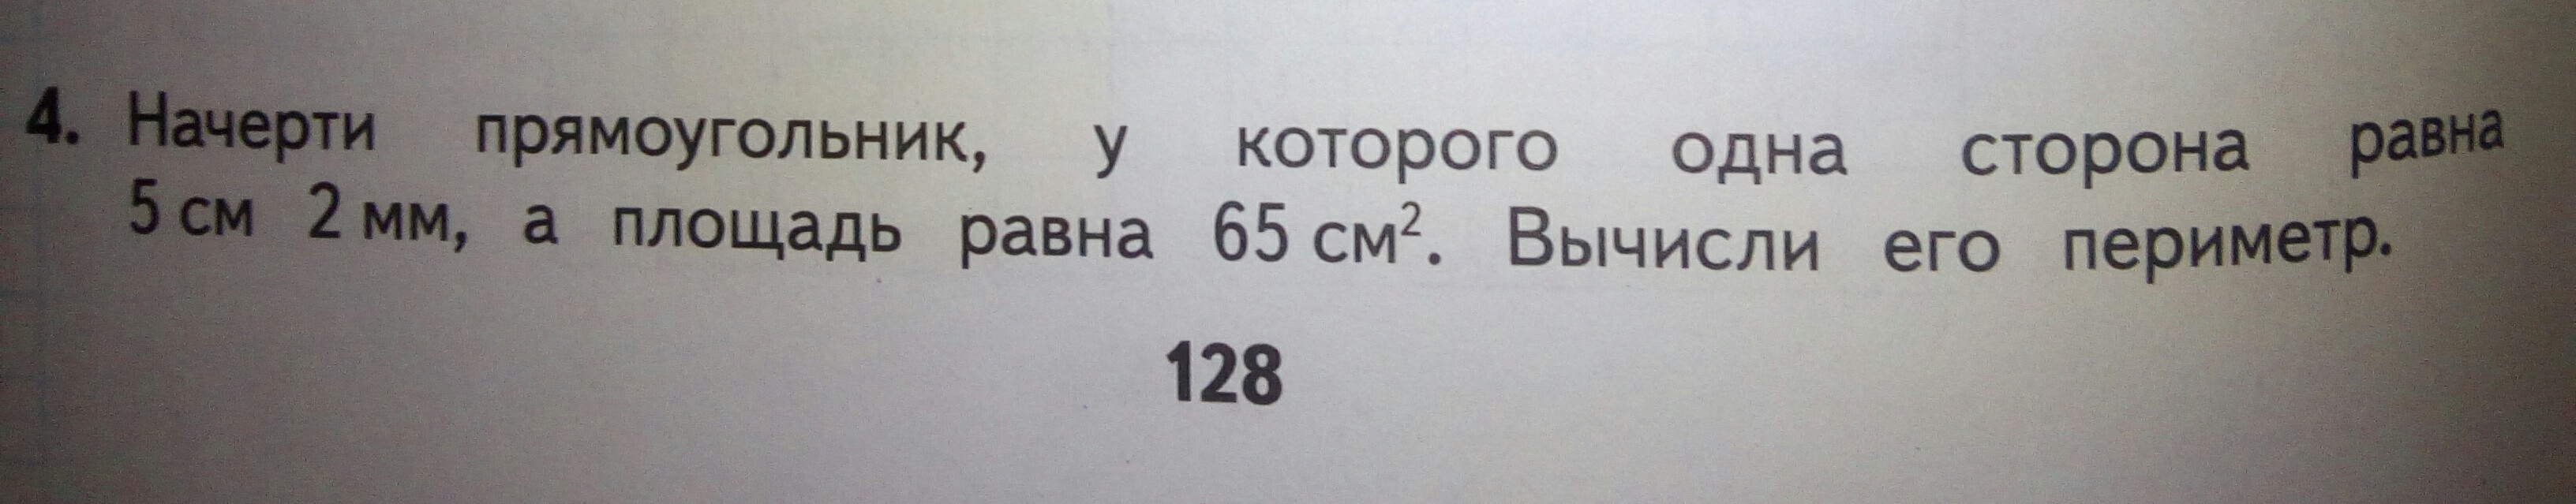 4. Начерти прямоугольник, у которого одна сторона равна
5 см 2 мм, а площадь равна 65 см². Вычисли его периметр.
128